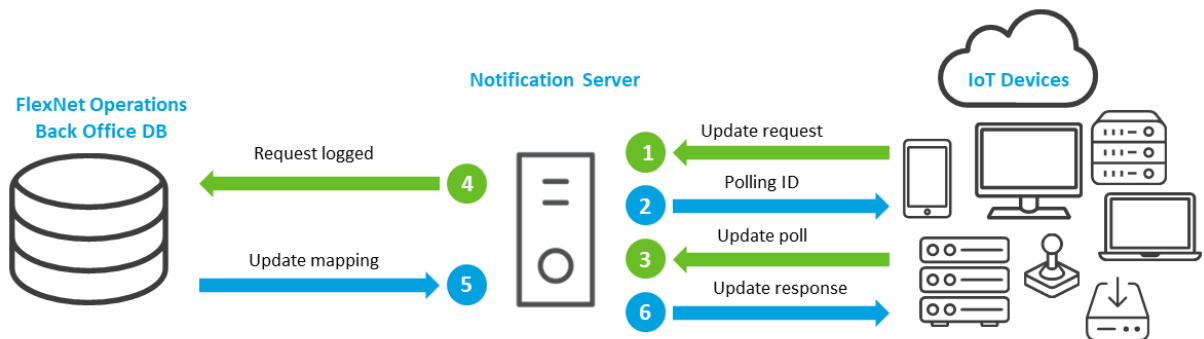 FlexNet Operations
Back Office DB
Request logged
4
Update mapping
5
Notification Server
IoT Devices
1
Update request
2
Polling ID
3
Update poll
6
Update response